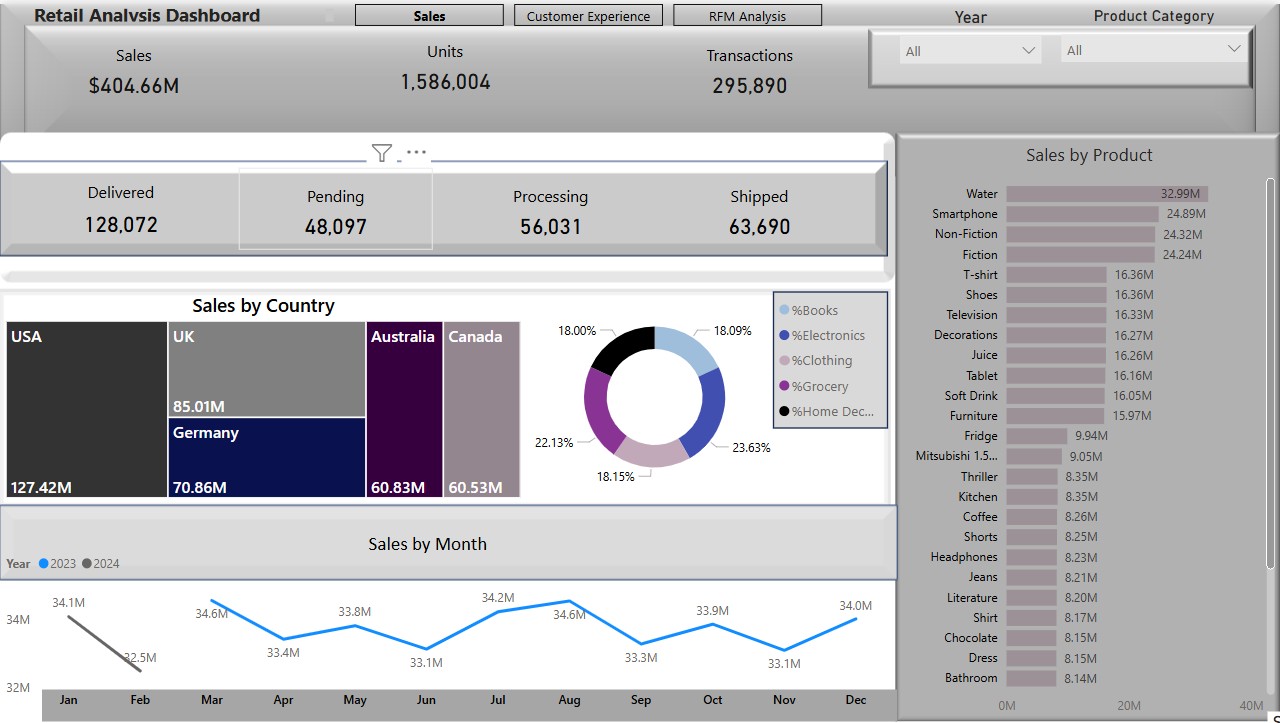 Retail Analysis Dashboard
Sales
Customer Experience
RFM Analysis
Year
Product Category
All
All
Sales
$404.66M
Units
1,586,004
Transactions
295,890
Delivered
128,072
Pending
48,097
Processing
56,031
Shipped
63,690
Sales by Country
USA
127.42M
UK
85.01M
Germany
70.86M
Australia
60.83M
Canada
60.53M
18.00%
18.09%
22.13%
23.63%
18.15%
%Books
%Electronics
%Clothing
%Grocery
%Home Dec...
Sales by Month
Year 2023 2024
34M
32M
34.1M
32.5M
34.6M
33.4M
33.8M
33.1M
34.2M
34.6M
33.3M
33.9M
33.1M
34.0M
Jan Feb Mar Apr May Jun Jul Aug Sep Oct Nov Dec
Sales by Product
Water 32.99M
Smartphone 24.89M
Non-Fiction 24.32M
Fiction 24.24M
T-shirt 16.36M
Shoes 16.36M
Television 16.33M
Decorations 16.27M
Juice 16.26M
Tablet 16.16M
Soft Drink 16.05M
Furniture 15.97M
Fridge 9.94M
Mitsubishi 1.5... 9.05M
Thriller 8.35M
Kitchen 8.35M
Coffee 8.26M
Shorts 8.25M
Headphones 8.23M
Jeans 8.21M
Literature 8.20M
Shirt 8.17M
Chocolate 8.15M
Dress 8.15M
Bathroom 8.14M
0M 20M 40M